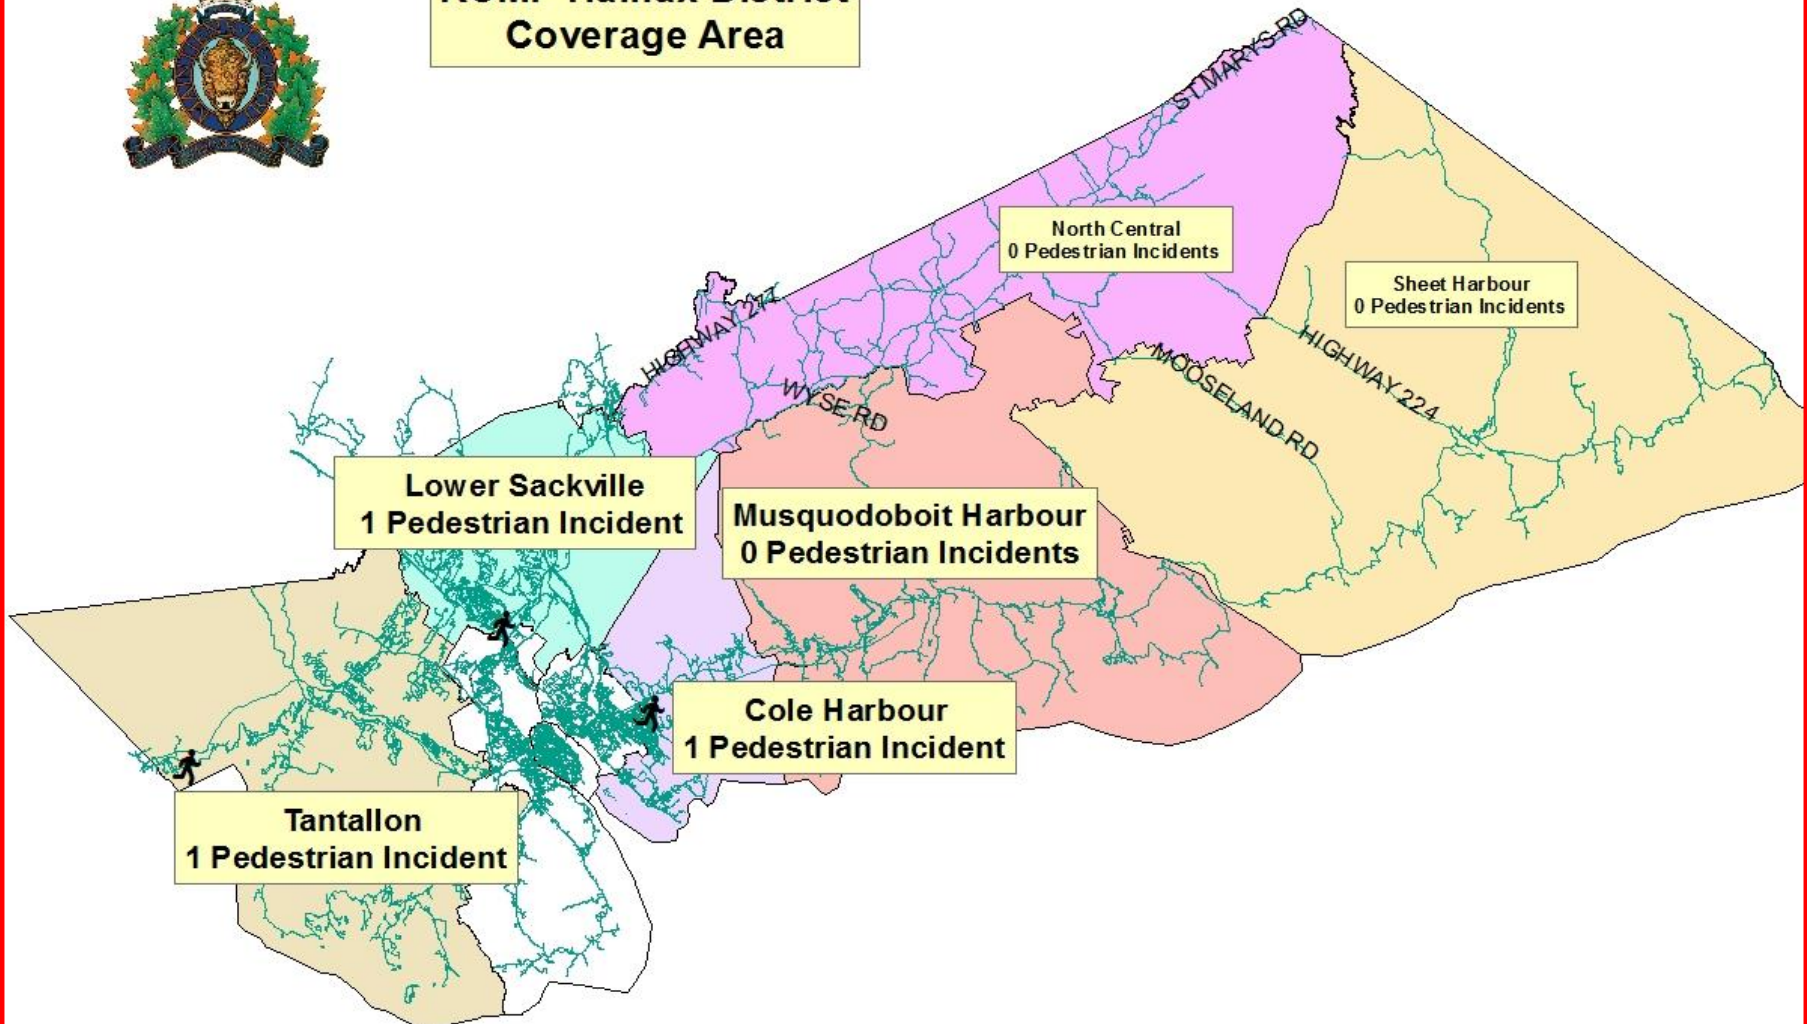 Coverage Area
ST.MARYS RD
North Central
0 Pedestrian Incidents
Sheet Harbour
0 Pedestrian Incidents
HIGHWAY 277
WYSE RD
MOOSELAND RD
HIGHWAY 224
Lower Sackville
1 Pedestrian Incident
Musquodoboit Harbour
0 Pedestrian Incidents
Cole Harbour
1 Pedestrian Incident
Tantallon
1 Pedestrian Incident